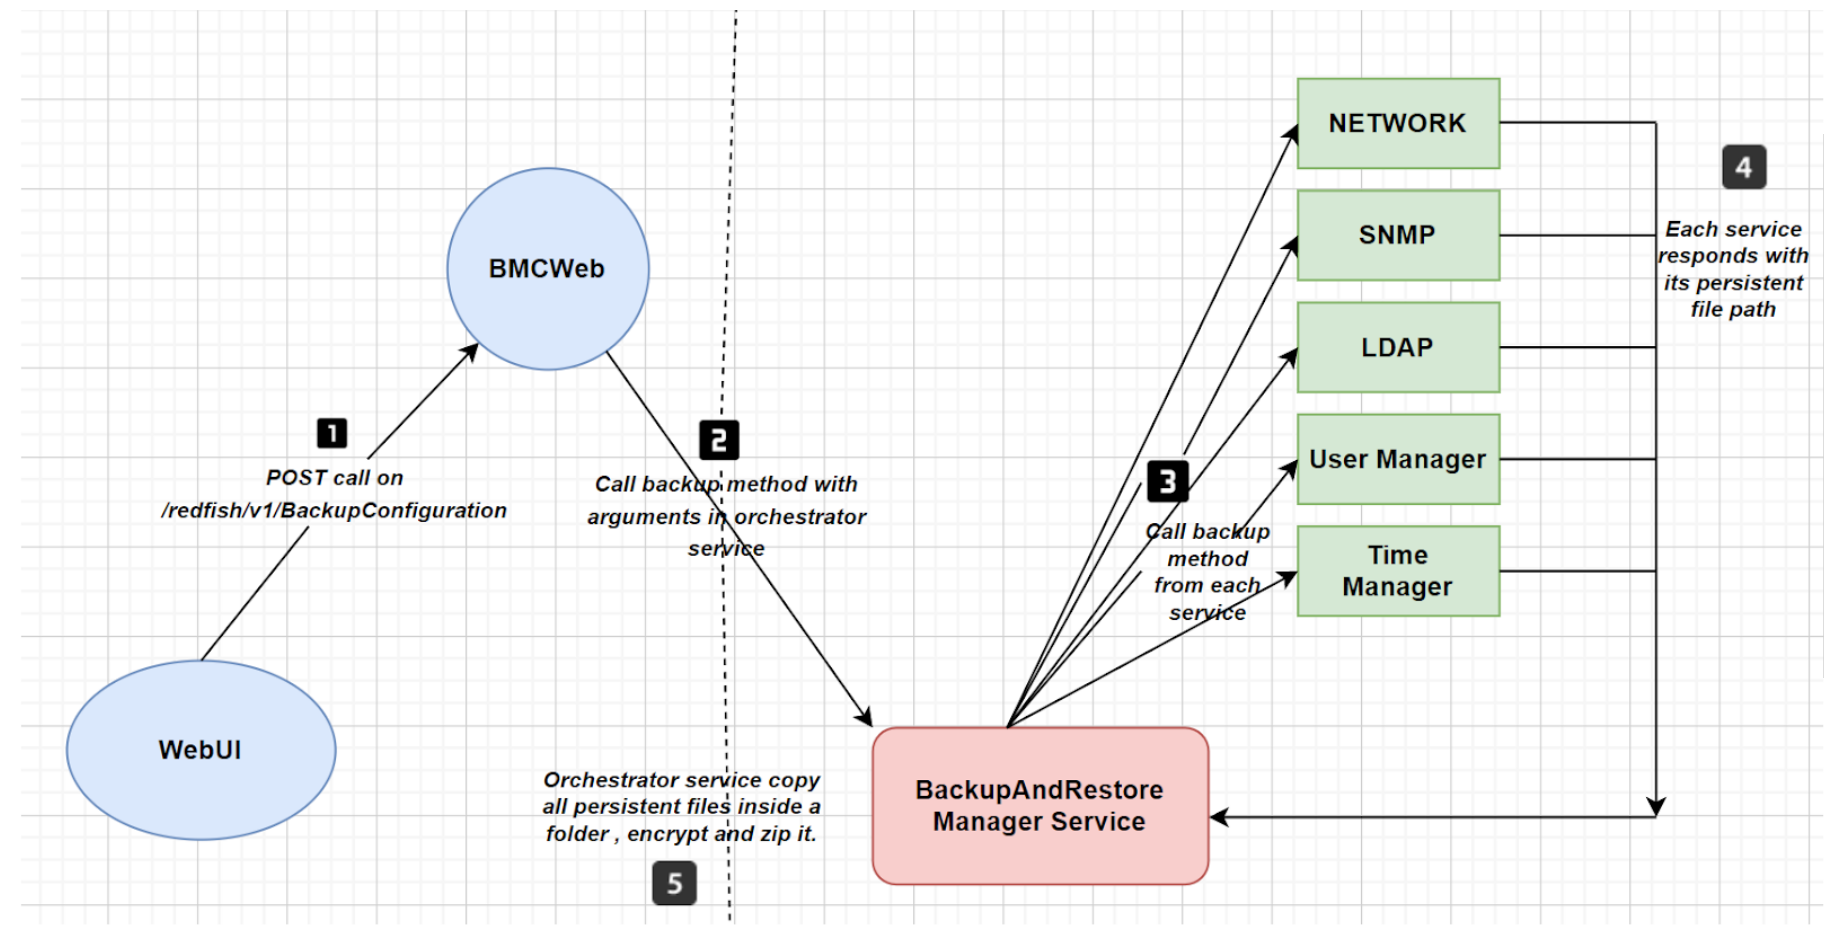 NETWORK
4
SNMP
Each service
responds with
its persistent
file path
BMCWeb
LDAP
1
2
User Manager
POST call on
/redfish/v1/BackupConfiguration
Call backup method with
arguments in orchestrator
service
3
Call backup
method
from each
service
Time
Manager
WebUI
Orchestrator service copy
all persistent files inside a
folder , encrypt and zip it.
5
BackupAndRestore
Manager Service